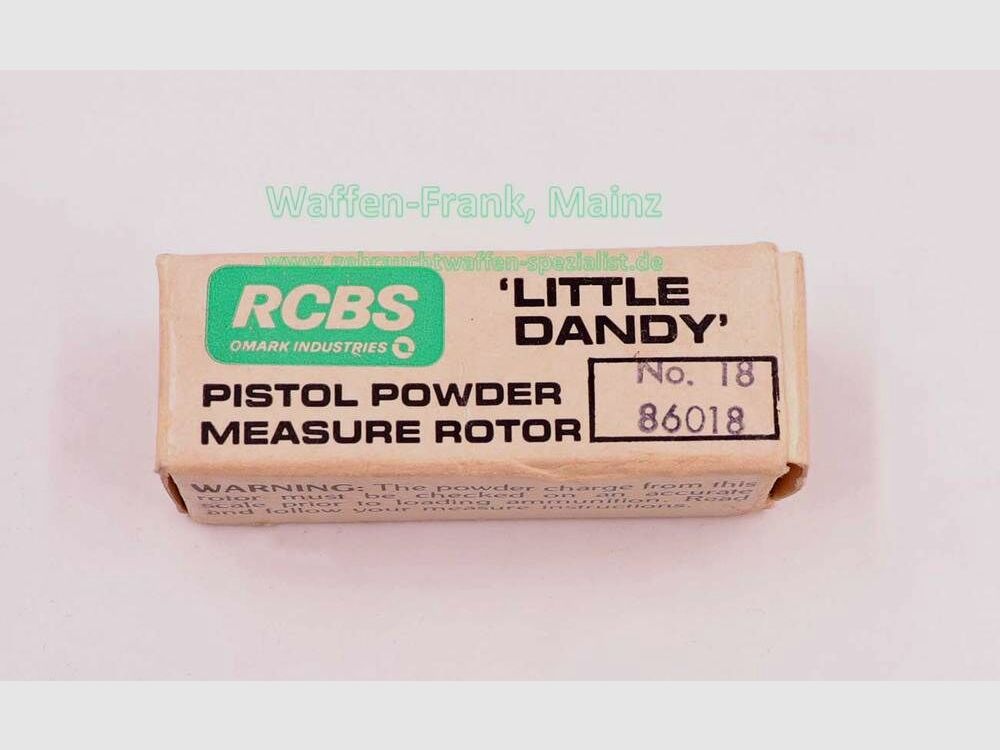 Waffen-Frank, Mainz
www.gebrauchtwaffen-spezialist.de
RCBS
OMARK INDUSTRIES
'LITTLE
DANDY'
PISTOL POWDER
MEASURE ROTOR
No. 18
86018
WARNING: The powder charge from this
rotor must be checked on an accurate
scale prior to loading ammunition. Read
and follow your measure instructions.